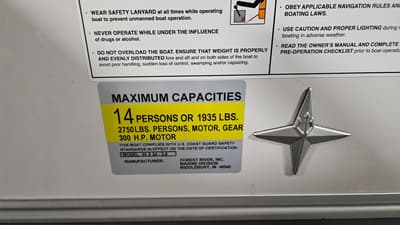 - WEAR SAFETY LANYARD at all times while operating
boat to prevent unmanned boat operation.
- NEVER OPERATE WHILE UNDER THE INFLUENCE
of drugs or alcohol.
- DO NOT OVERLOAD THE BOAT. ENSURE THAT WEIGHT IS PROPERLY
AND EVENLY DISTRIBUTED fore and aft and on both sides of the boat to
avoid poor handling, sudden loss of control, swamping and/or capsizing.
- OBEY APPLICABLE NAVIGATION RULES AN
BOATING LAWS.
- USE CAUTION AND PROPER LIGHTING during
boating in adverse weather.
- READ THE OWNER'S MANUAL AND COMPLETE
PRE-OPERATION CHECKLIST prior to boat operat
MAXIMUM CAPACITIES
14 PERSONS OR 1935 LBS.
2750 LBS. PERSONS, MOTOR, GEAR
300 H.P. MOTOR
THIS BOAT COMPLIES WITH U.S. COAST GUARD SAFETY
STANDARDS IN EFFECT ON THE DATE OF CERTIFICATION.
MODEL:
MANUFACTURER: FOREST RIVER, INC.
MARINE DIVISION
MIDDLEBURY, IN 46540